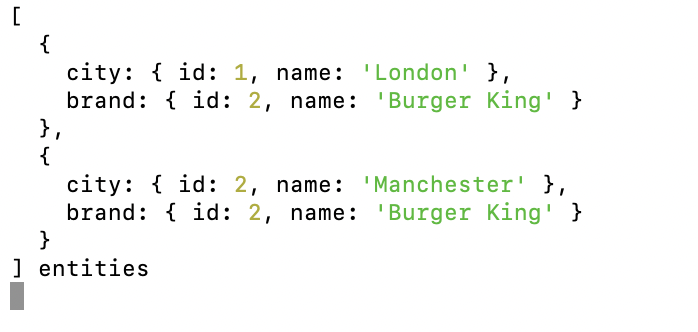 [
  {
    city: { id: 1, name: 'London' },
    brand: { id: 2, name: 'Burger King' }
  },
  {
    city: { id: 2, name: 'Manchester' },
    brand: { id: 2, name: 'Burger King' }
  }
] entities